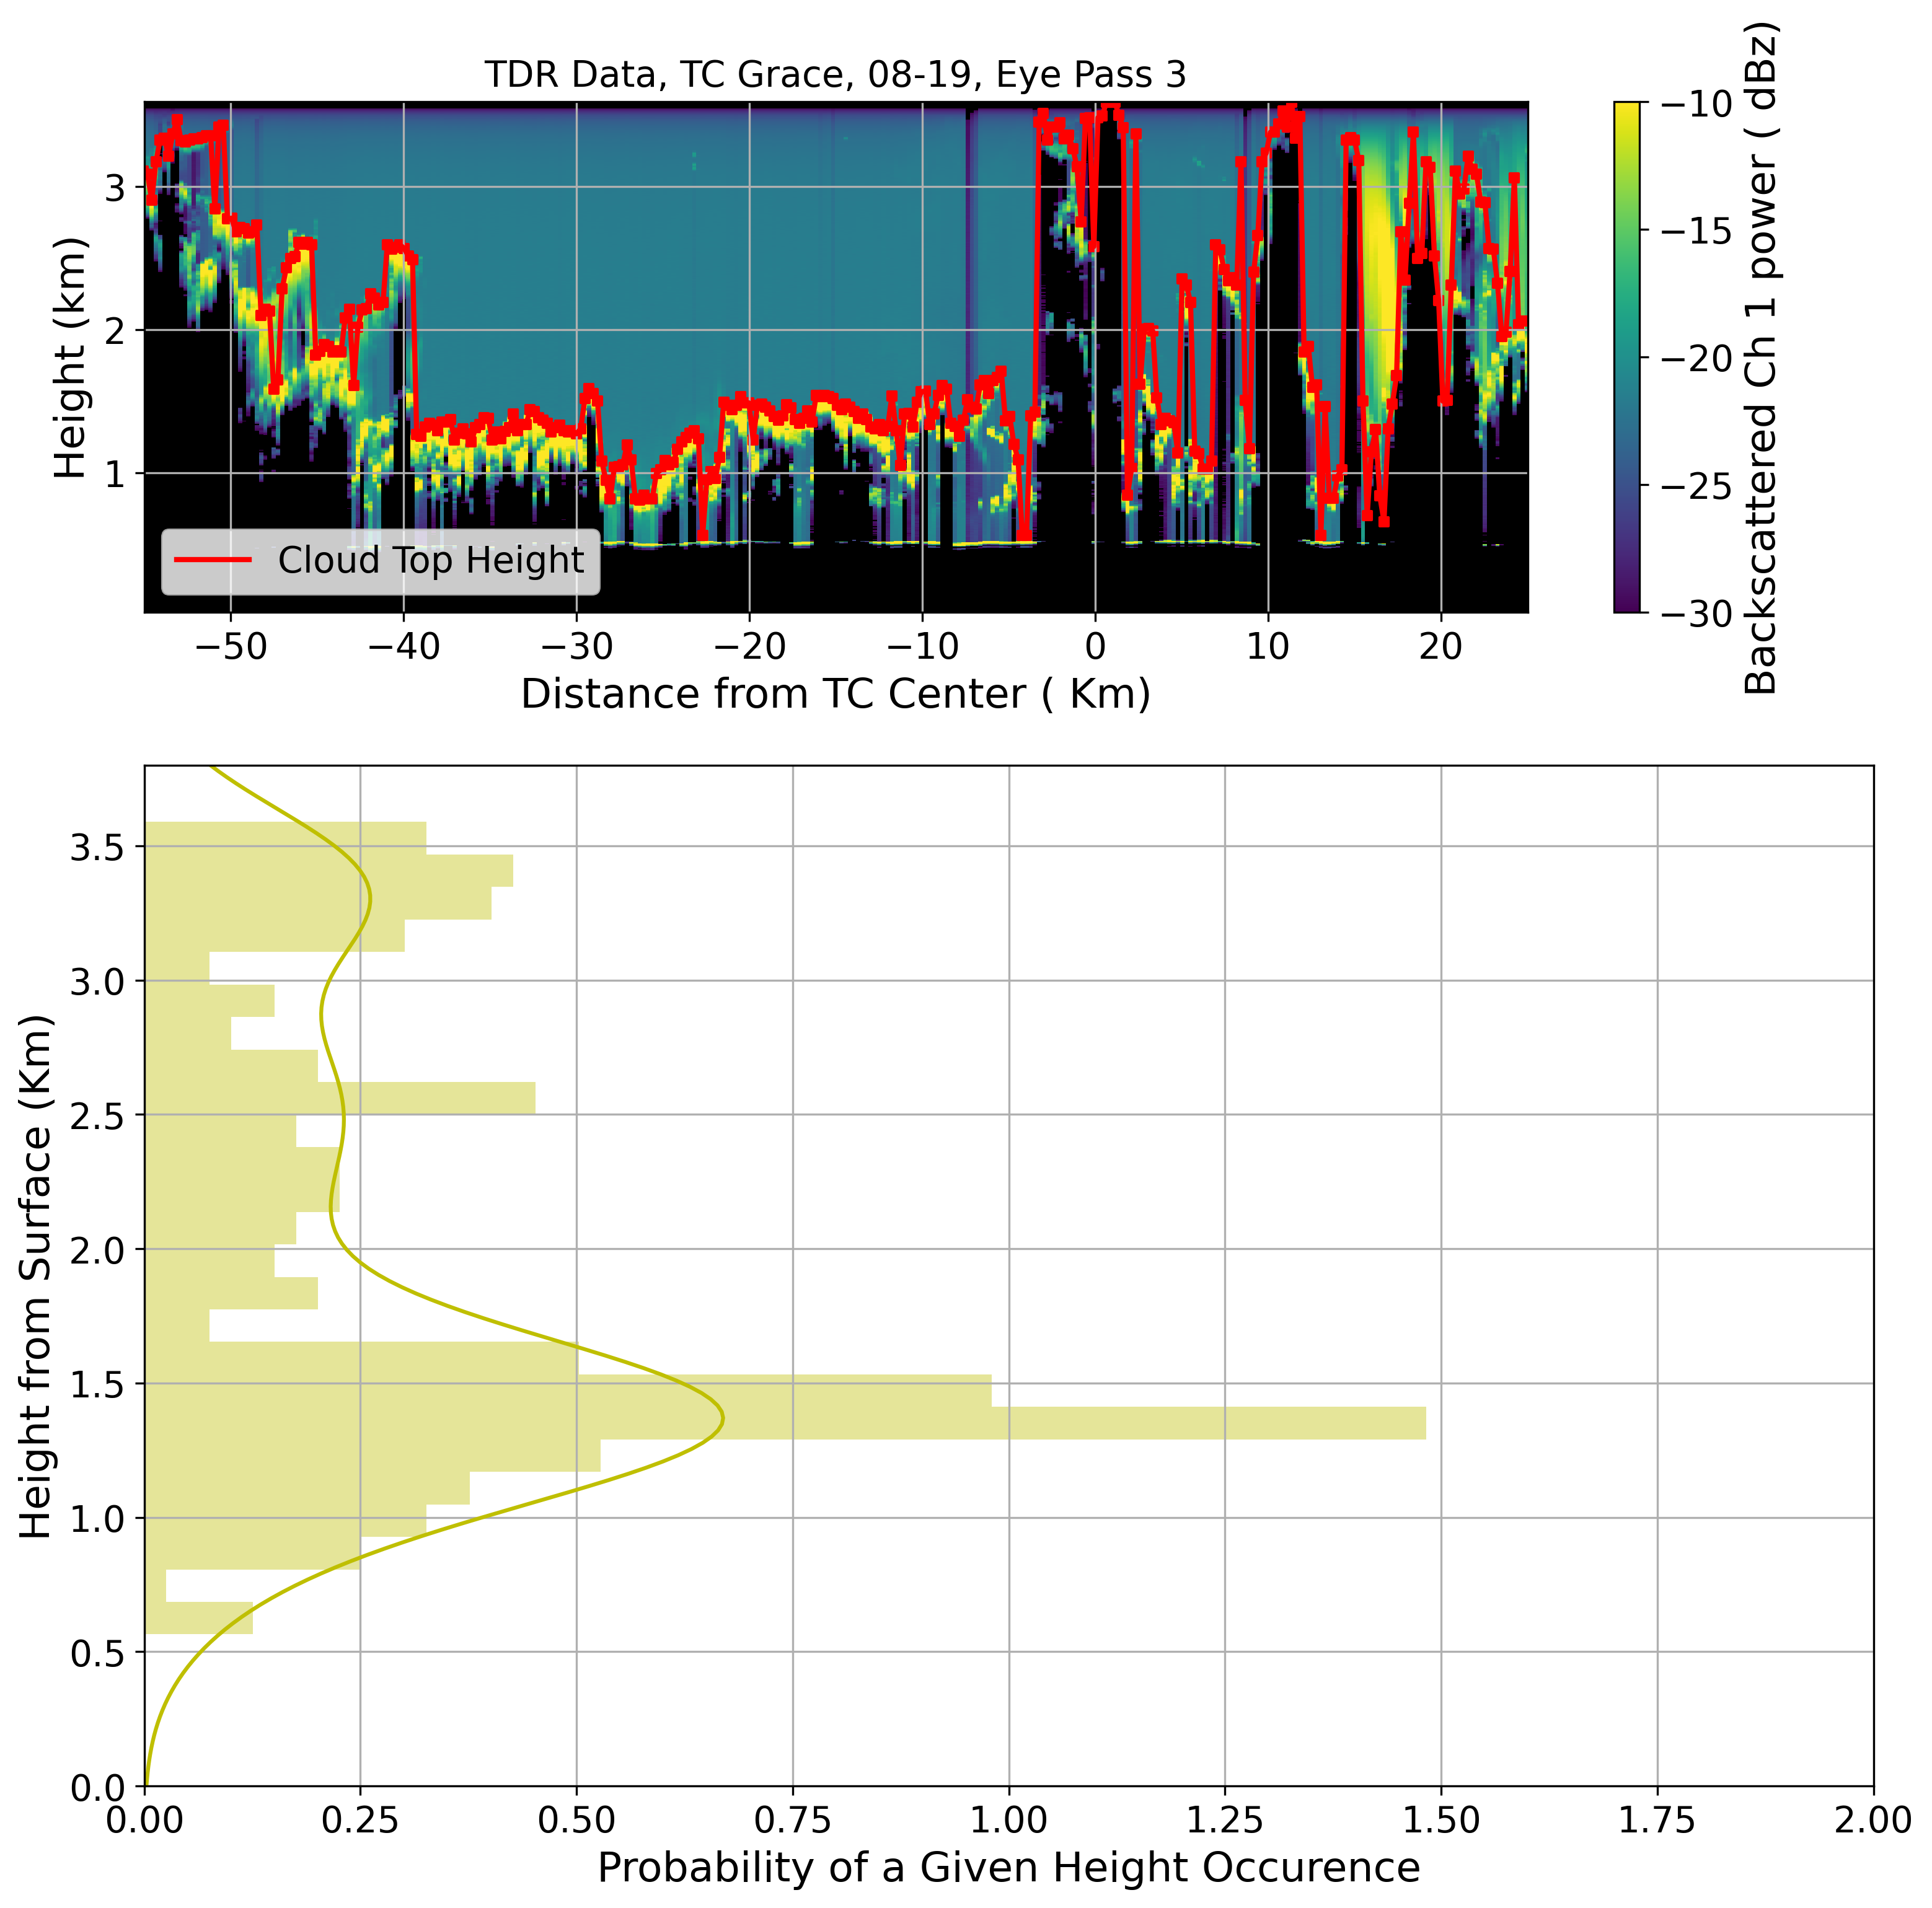 TDR Data, TC Grace, 08-19, Eye Pass 3
Height (km)
3
2
1
Cloud Top Height
−50 −40 −30 −20 −10 0 10 20
Distance from TC Center ( Km)
−10
−15
−20
−25
−30
Backscattered Ch 1 power ( dBz)
Height from Surface (Km)
3.5
3.0
2.5
2.0
1.5
1.0
0.5
0.0
0.00 0.25 0.50 0.75 1.00 1.25 1.50 1.75 2.00
Probability of a Given Height Occurence